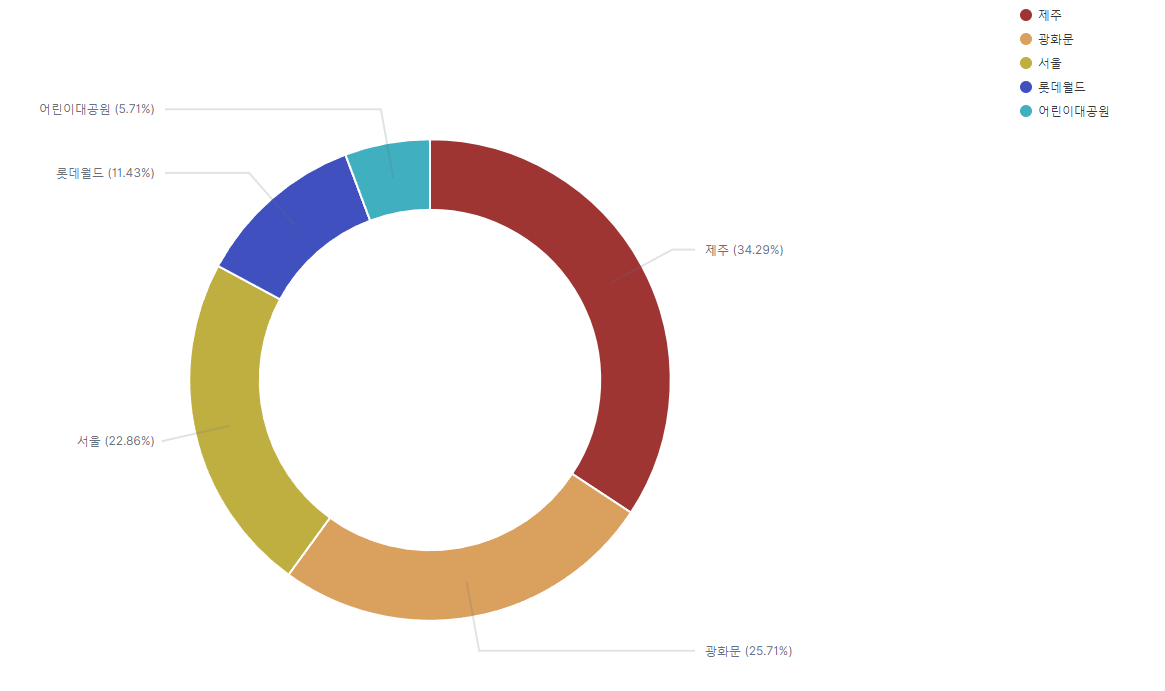 제주
광화문
서울
롯데월드
어린이대공원
어린이대공원 (5.71%)
롯데월드 (11.43%)
제주 (34.29%)
서울 (22.86%)
광화문 (25.71%)